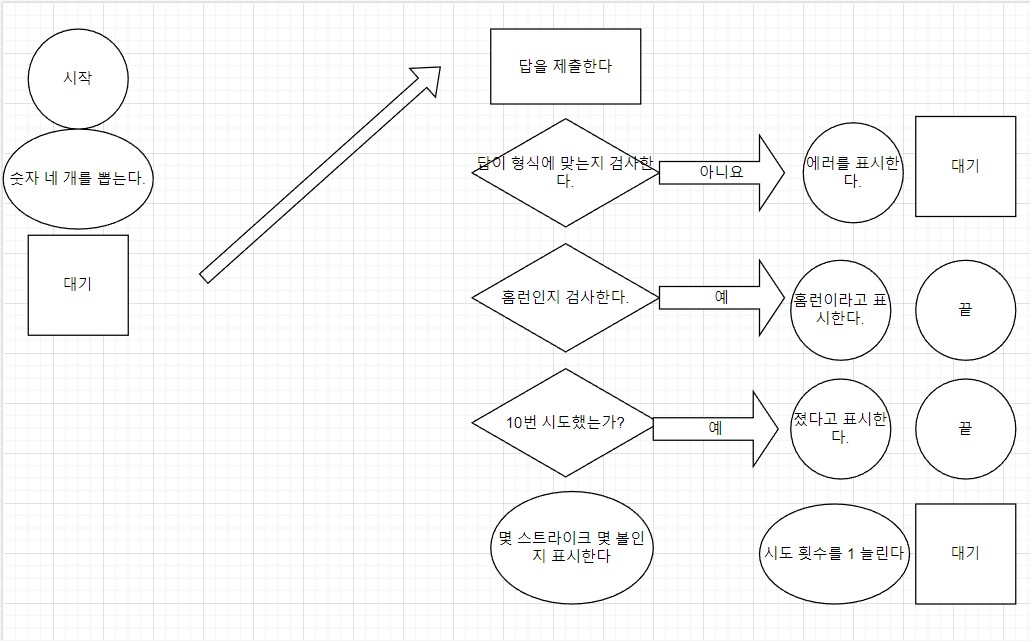 시작
숫자 네 개를 뽑는다.
대기
답을 제출한다
답이 형식에 맞는지 검사한
다.
아니요
에러를 표시한
다.
대기
홈런인지 검사한다.
예
홈런이라고 표
시한다.
끝
10번 시도했는가?
예
졌다고 표시한
다.
끝
몇 스트라이크 몇 볼인
지 표시한다
시도 횟수를 1 늘린다
대기